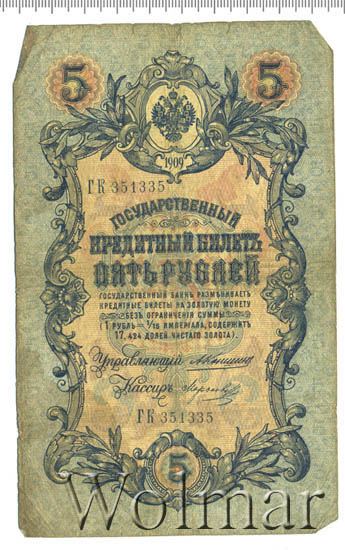 5 5
1909
ГК 351335
ГОСУДАРСТВЕННЫЙ
КРЕДИТНЫЙ БИЛЕТЪ
ПЯТЬ РУБЛЕЙ
ГОСУДАРСТВЕННЫЙ БАНКЪ РАЗМѢНИВАЕТЪ
КРЕДИТНЫЕ БИЛЕТЫ НА ЗОЛОТУЮ МОНЕТУ
БЕЗЪ ОГРАНИЧЕНІЯ СУММЫ
(1 РУБЛЬ = 1/15 ИМПЕРІАЛА, СОДЕРЖИТЪ
17,424 ДОЛЕЙ ЧИСТАГО ЗОЛОТА).
Управляющій
Кассиръ
ГК 351335
5
Wolmar